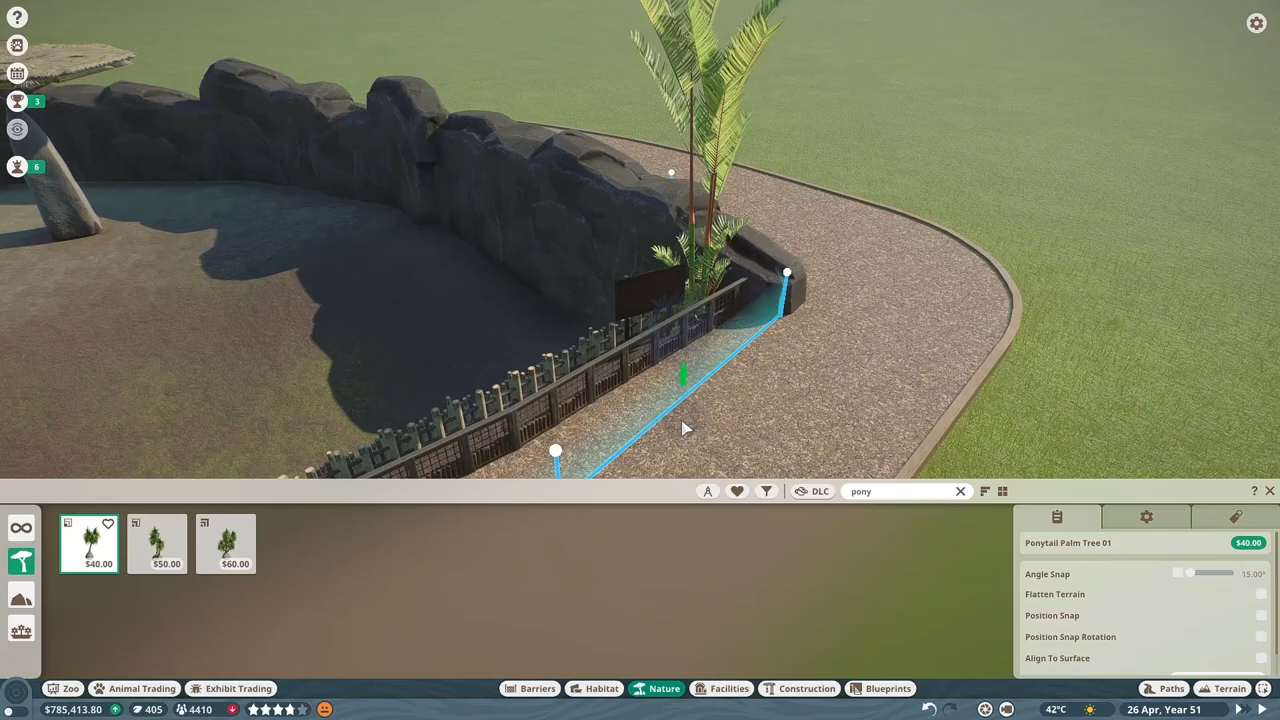 ?
3
6
A
DLC
pony
?
$40.00
$50.00
$60.00
Ponytail Palm Tree 01
$40.00
Angle Snap
15.00°
Flatten Terrain
Position Snap
Position Snap Rotation
Align To Surface
Zoo
Animal Trading
Exhibit Trading
Barriers
Habitat
Nature
Facilities
Construction
Blueprints
Paths
Terrain
$785,413.80
405
4410
42°C
26 Apr, Year 51